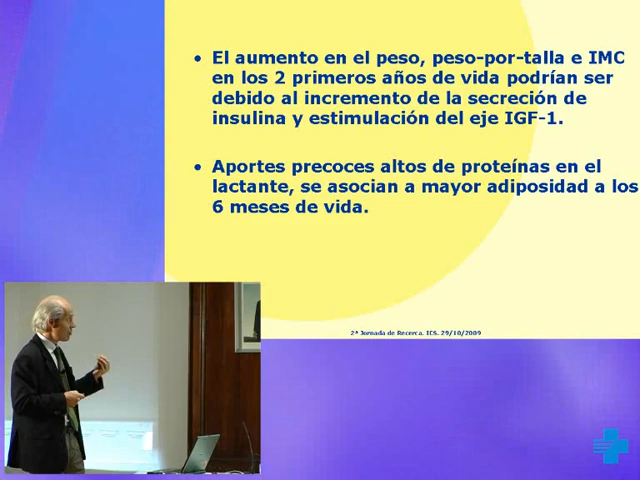 • El aumento en el peso, peso-por-talla e IMC
en los 2 primeros años de vida podrían ser
debido al incremento de la secreción de
insulina y estimulación del eje IGF-1.
• Aportes precoces altos de proteínas en el
lactante, se asocian a mayor adiposidad a los
6 meses de vida.
2ª Jornada de Recerca. ICS. 29/10/2009